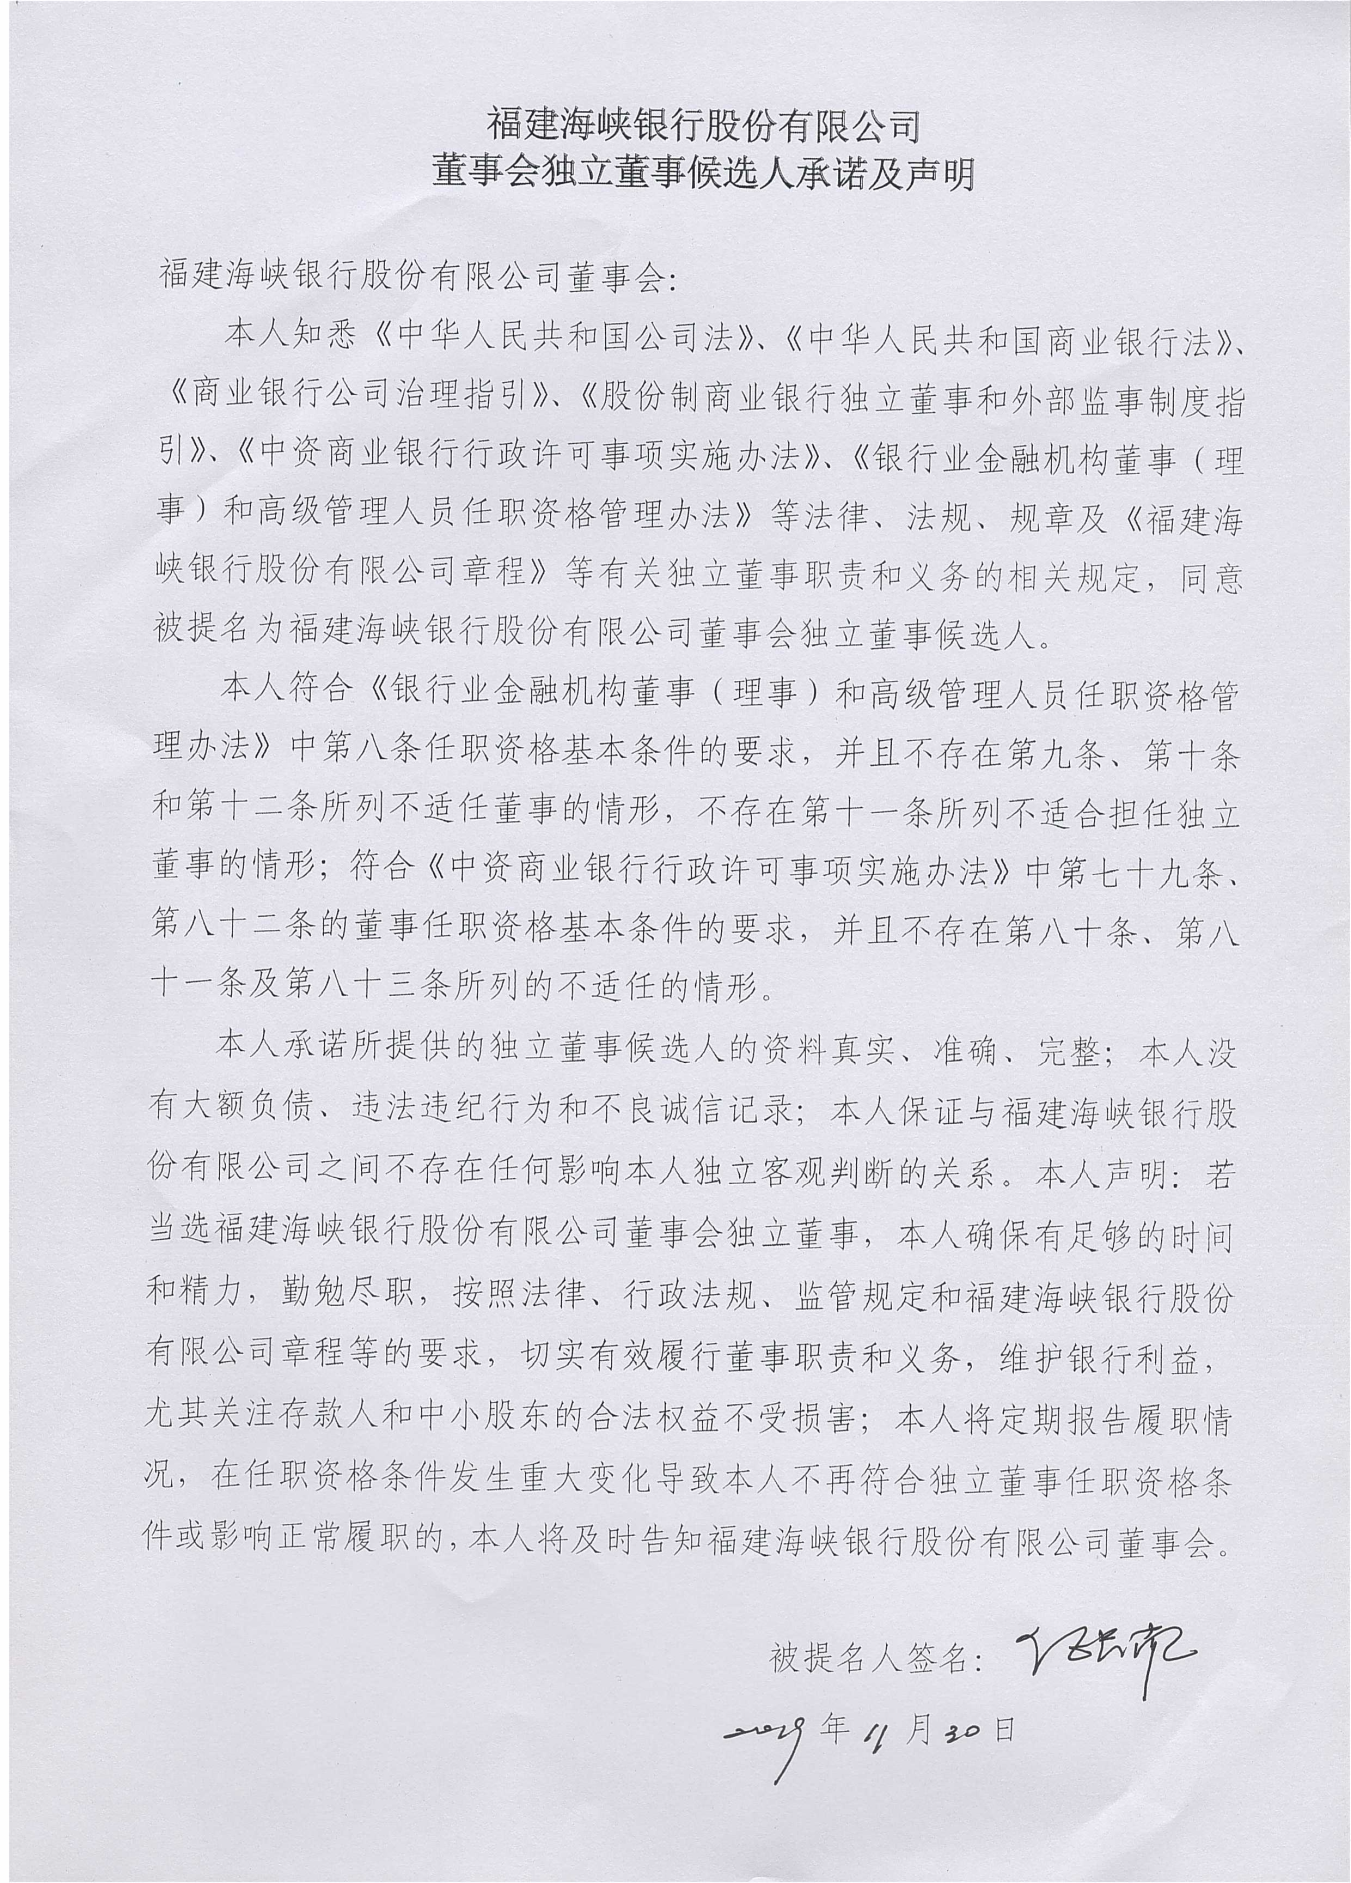 福建海峡银行股份有限公司
董事会独立董事候选人承诺及声明
福建海峡银行股份有限公司董事会：
本人知悉《中华人民共和国公司法》、《中华人民共和国商业银行法》、
《商业银行公司治理指引》、《股份制商业银行独立董事和外部监事制度指
引》、《中资商业银行行政许可事项实施办法》、《银行业金融机构董事（理
事）和高级管理人员任职资格管理办法》等法律、法规、规章及《福建海
峡银行股份有限公司章程》等有关独立董事职责和义务的相关规定，同意
被提名为福建海峡银行股份有限公司董事会独立董事候选人。
本人符合《银行业金融机构董事（理事）和高级管理人员任职资格管
理办法》中第八条任职资格基本条件的要求，并且不存在第九条、第十条
和第十二条所列不适任董事的情形，不存在第十一条所列不适合担任独立
董事的情形；符合《中资商业银行行政许可事项实施办法》中第七十九条、
第八十二条的董事任职资格基本条件的要求，并且不存在第八十条、第八
十一条及第八十三条所列的不适任的情形。
本人承诺所提供的独立董事候选人的资料真实、准确、完整；本人没
有大额负债、违法违纪行为和不良诚信记录；本人保证与福建海峡银行股
份有限公司之间不存在任何影响本人独立客观判断的关系。本人声明：若
当选福建海峡银行股份有限公司董事会独立董事，本人确保有足够的时间
和精力，勤勉尽职，按照法律、行政法规、监管规定和福建海峡银行股份
有限公司章程等的要求，切实有效履行董事职责和义务，维护银行利益，
尤其关注存款人和中小股东的合法权益不受损害；本人将定期报告履职情
况，在任职资格条件发生重大变化导致本人不再符合独立董事任职资格条
件或影响正常履职的，本人将及时告知福建海峡银行股份有限公司董事会。
被提名人签名：
2019年11月30日